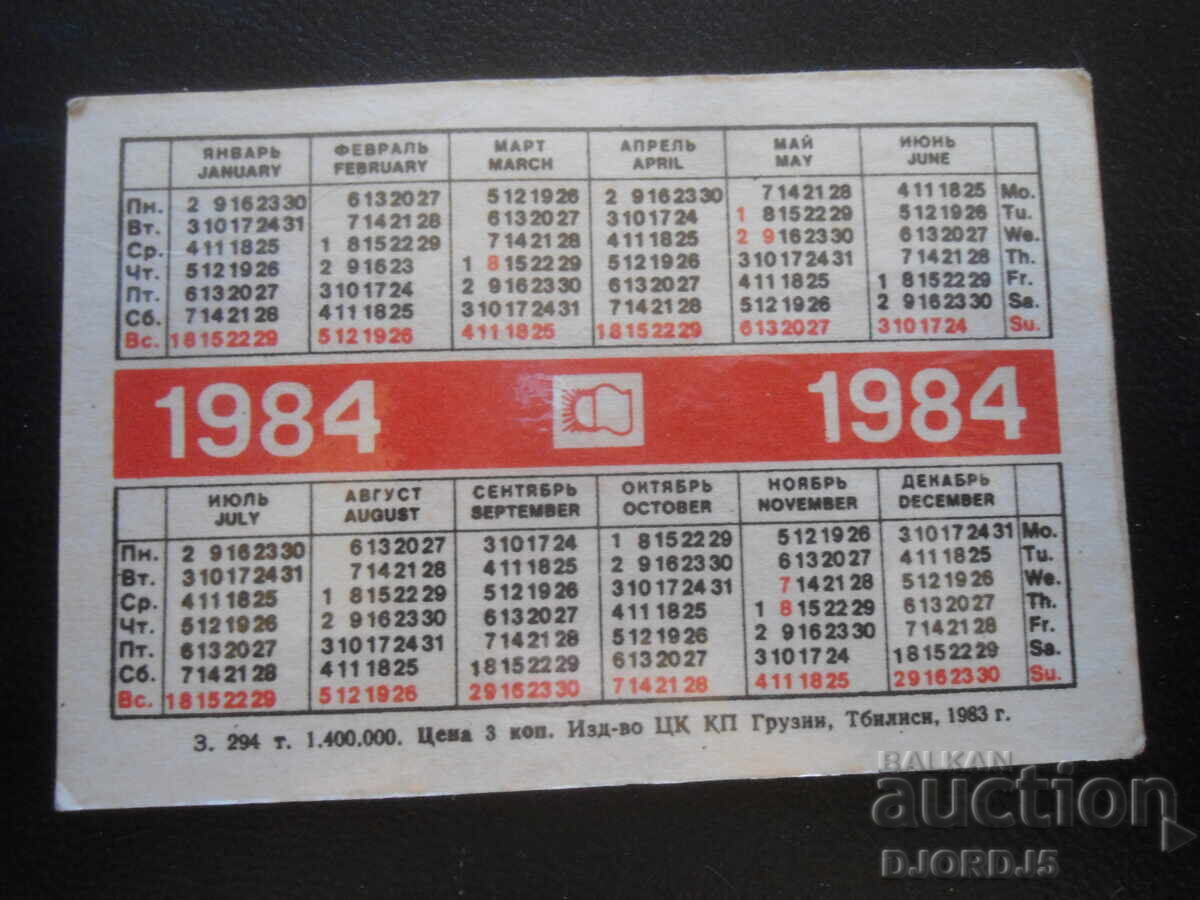 ЯНВАРЬ ФЕВРАЛЬ МАРТ АПРЕЛЬ МАЙ ИЮНЬ
JANUARY FEBRUARY MARCH APRIL MAY JUNE
Пн. 2 9 16 23 30 6 13 20 27 5 12 19 26 2 9 16 23 30 7 14 21 28 4 11 18 25 Mo.
Вт. 3 10 17 24 31 7 14 21 28 6 13 20 27 3 10 17 24 1 8 15 22 29 5 12 19 26 Tu.
Ср. 4 11 18 25 1 8 15 22 29 7 14 21 28 4 11 18 25 2 9 16 23 30 6 13 20 27 We.
Чт. 5 12 19 26 2 9 16 23 1 8 15 22 29 5 12 19 26 3 10 17 24 31 7 14 21 28 Th.
Пт. 6 13 20 27 3 10 17 24 2 9 16 23 30 6 13 20 27 4 11 18 25 1 8 15 22 29 Fr.
Сб. 7 14 21 28 4 11 18 25 3 10 17 24 31 7 14 21 28 5 12 19 26 2 9 16 23 30 Sa.
Вс. 1 8 15 22 29 5 12 19 26 4 11 18 25 1 8 15 22 29 6 13 20 27 3 10 17 24 Su.
1984 1984
ИЮЛЬ АВГУСТ СЕНТЯБРЬ ОКТЯБРЬ НОЯБРЬ ДЕКАБРЬ
JULY AUGUST SEPTEMBER OCTOBER NOVEMBER DECEMBER
Пн. 2 9 16 23 30 6 13 20 27 3 10 17 24 1 8 15 22 29 5 12 19 26 3 10 17 24 31 Mo.
Вт. 3 10 17 24 31 7 14 21 28 4 11 18 25 2 9 16 23 30 6 13 20 27 4 11 18 25 Tu.
Ср. 4 11 18 25 1 8 15 22 29 5 12 19 26 3 10 17 24 31 7 14 21 28 5 12 19 26 We.
Чт. 5 12 19 26 2 9 16 23 30 6 13 20 27 4 11 18 25 1 8 15 22 29 6 13 20 27 Th.
Пт. 6 13 20 27 3 10 17 24 31 7 14 21 28 5 12 19 26 2 9 16 23 30 7 14 21 28 Fr.
Сб. 7 14 21 28 4 11 18 25 1 8 15 22 29 6 13 20 27 3 10 17 24 1 8 15 22 29 Sa.
Вс. 1 8 15 22 29 5 12 19 26 2 9 16 23 30 7 14 21 28 4 11 18 25 2 9 16 23 30 Su.
З. 294 т. 1.400.000. Цена 3 коп. Изд-во ЦК КП Грузии, Тбилиси, 1983 г.
BALKAN
auction
DJORDJ5